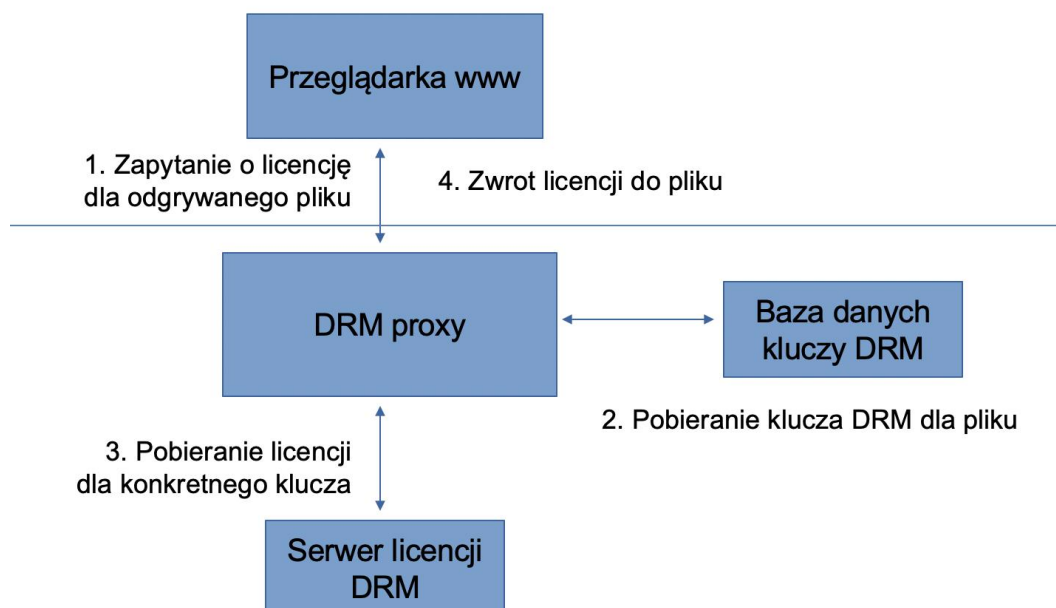 Przeglądarka www
1. Zapytanie o licencję
dla odgrywanego pliku
4. Zwrot licencji do pliku
DRM proxy
Baza danych
kluczy DRM
2. Pobieranie klucza DRM dla pliku
3. Pobieranie licencji
dla konkretnego klucza
Serwer licencji
DRM